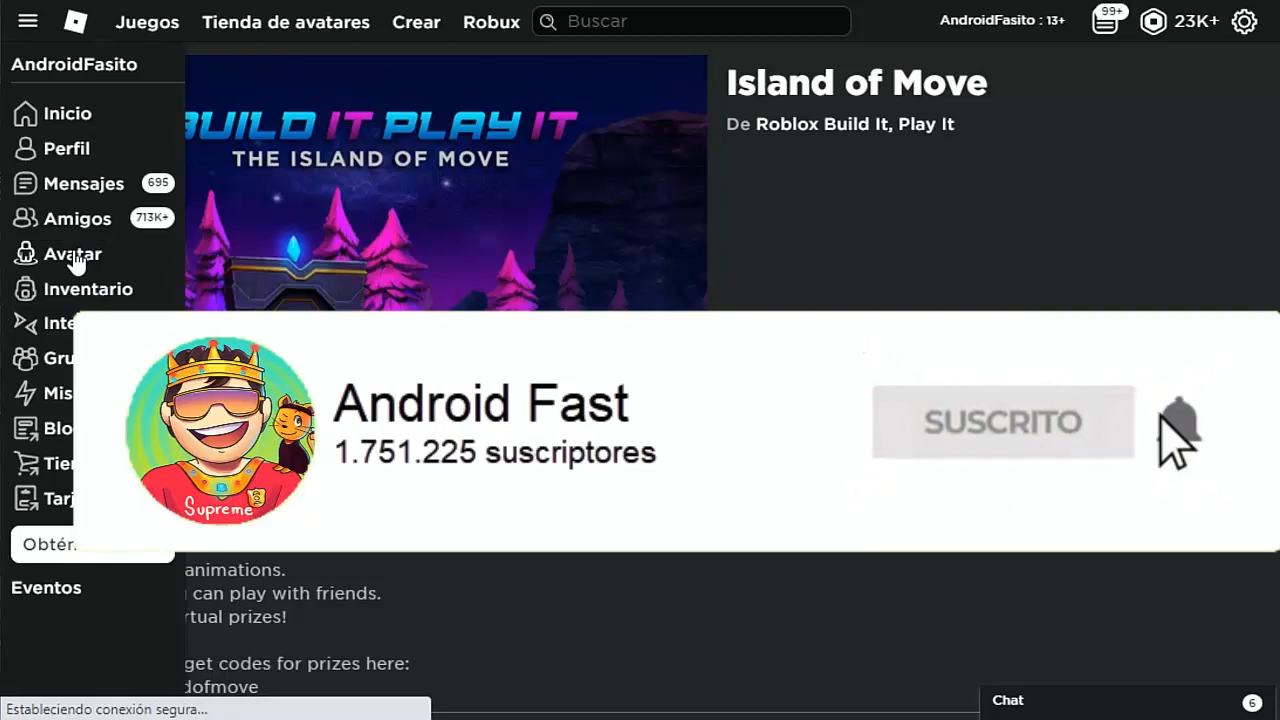 Juegos
Tienda de avatares
Crear
Robux
Buscar
AndroidFasito : 13+
99+
23K+
AndroidFasito
Inicio
Perfil
Mensajes
695
Amigos
713K+
Avatar
Inventario
BUILD IT PLAY IT
THE ISLAND OF MOVE
Island of Move
De Roblox Build It, Play It
Android Fast
1.751.225 suscriptores
SUSCRITO
Supreme
Eventos
animations.
can play with friends.
prizes!
get codes for prizes here:
Estableciendo conexión segura...
Chat
6